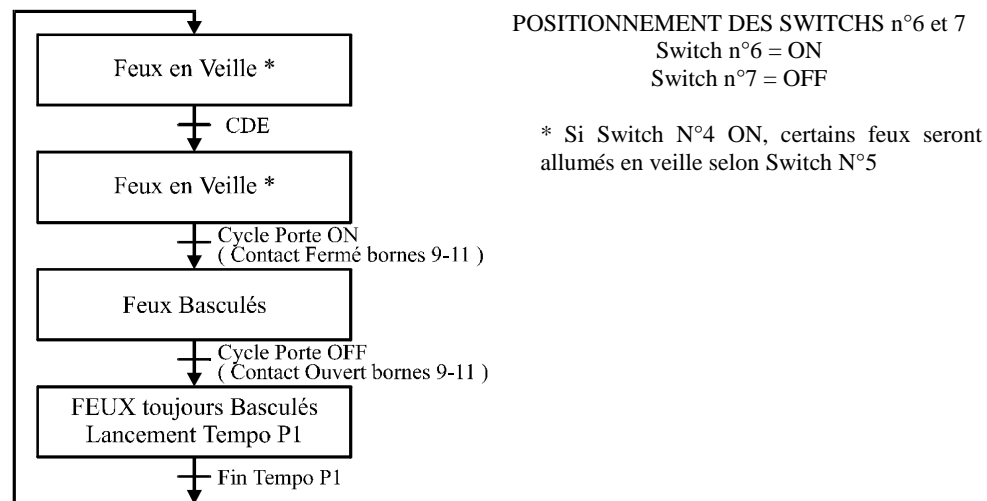 POSITIONNEMENT DES SWITCHS n°6 et 7
Switch n°6 = ON
Switch n°7 = OFF
* Si Switch N°4 ON, certains feux seront
allumés en veille selon Switch N°5
Feux en Veille *
CDE
Feux en Veille *
Cycle Porte ON
( Contact Fermé bornes 9-11 )
Feux Basculés
Cycle Porte OFF
( Contact Ouvert bornes 9-11 )
FEUX toujours Basculés
Lancement Tempo P1
Fin Tempo P1